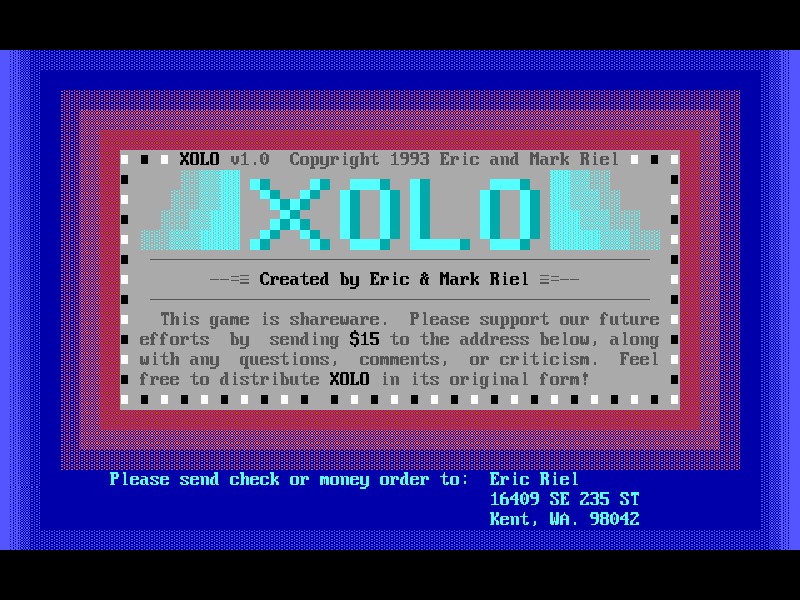 XOLO v1.0  Copyright 1993 Eric and Mark Riel
XOLO
--=≡ Created by Eric & Mark Riel ≡=--
This game is shareware.  Please support our future
efforts  by  sending $15 to the address below, along
with any  questions,  comments,  or criticism.  Feel
free to distribute XOLO in its original form!
Please send check or money order to:  Eric Riel
16409 SE 235 ST
Kent, WA. 98042